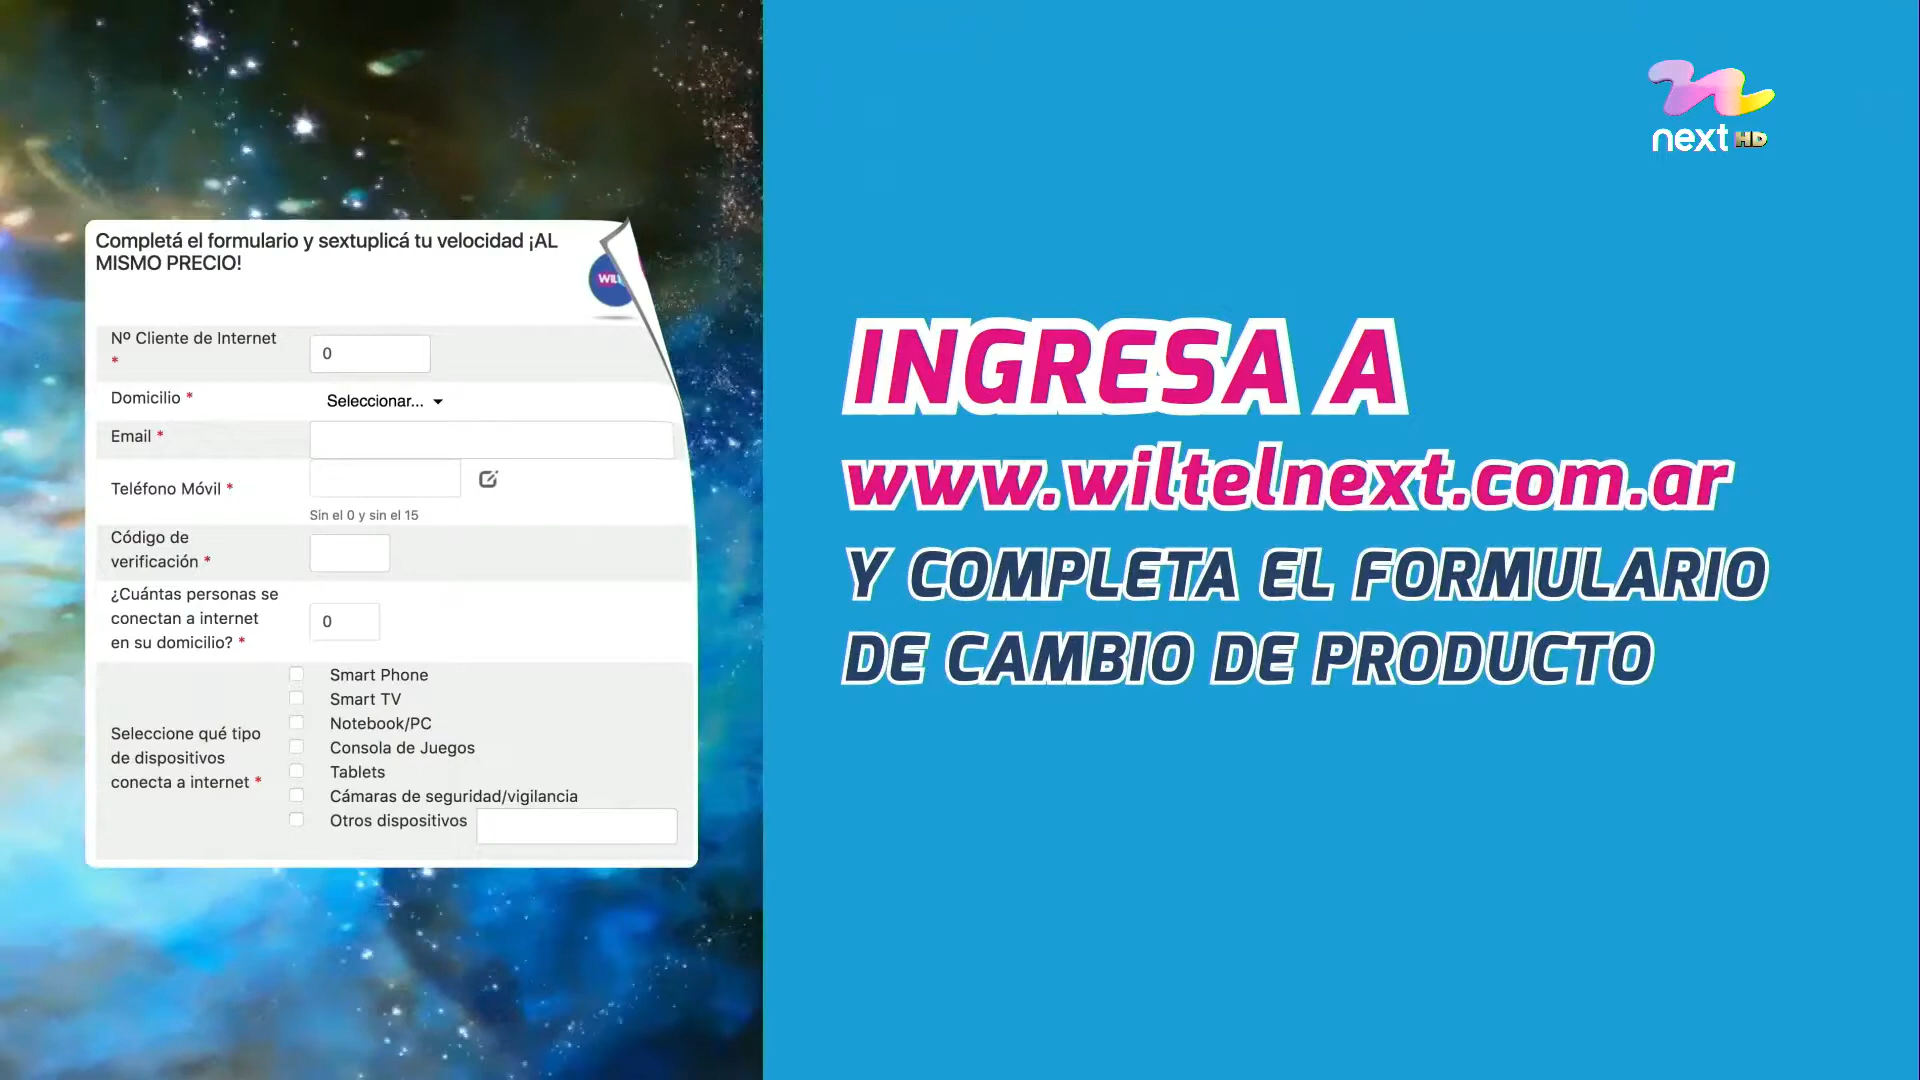 Completá el formulario y sextuplicá tu velocidad ¡AL
MISMO PRECIO!
Nº Cliente de Internet
*
0
Domicilio *
Seleccionar...
Email *
Teléfono Móvil *
Sin el 0 y sin el 15
Código de
verificación *
¿Cuántas personas se
conectan a internet
en su domicilio? *
0
Seleccione qué tipo
de dispositivos
conecta a internet *
Smart Phone
Smart TV
Notebook/PC
Consola de Juegos
Tablets
Cámaras de seguridad/vigilancia
Otros dispositivos
next HD
INGRESA A
www.wiltelnext.com.ar
Y COMPLETA EL FORMULARIO
DE CAMBIO DE PRODUCTO